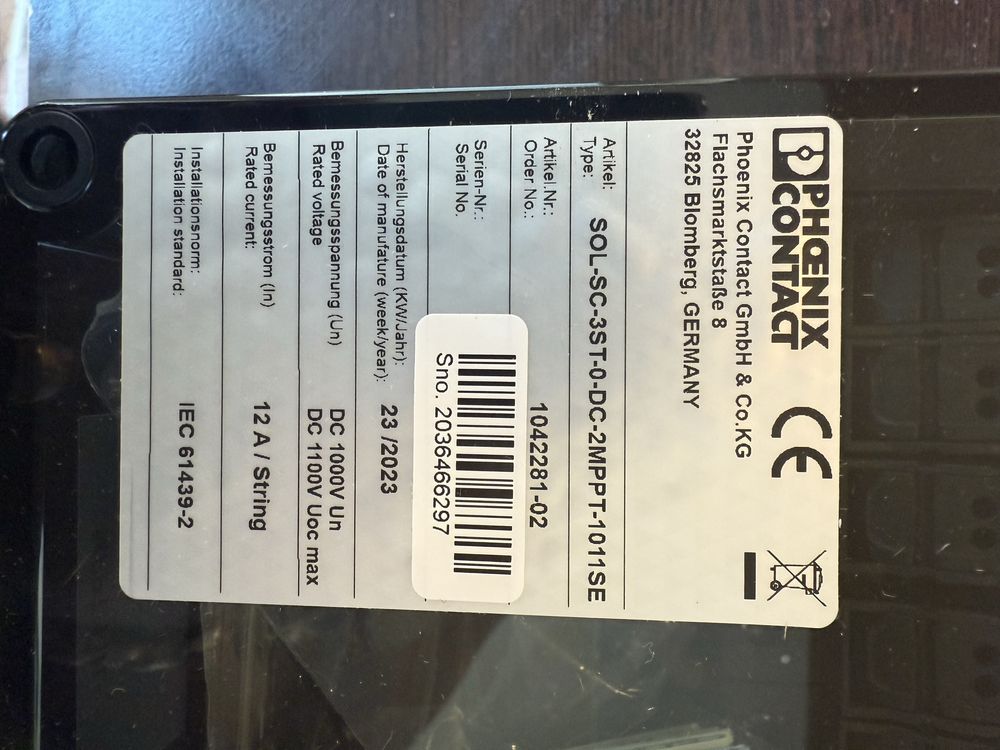 PHŒNIX
CONTACT
CE
Phoenix Contact GmbH & Co.KG
Flachsmarktstaße 8
32825 Blomberg, GERMANY
Artikel:
Type:
SOL-SC-3ST-0-DC-2MPPT-1011SE
Artikel.Nr.:
Order No.:
1042281-02
Serien-Nr.:
Serial No.
Sno. 2036466297
Herstellungsdatum (KW/Jahr):
Date of manufature (week/year):
23 /2023
Bemessungsspannung (Un)
Rated voltage
DC 1000V Un
DC 1100V Uoc max
Bemessungsstrom (In)
Rated current:
12 A / String
Installationsnorm:
Installation standard:
IEC 61439-2